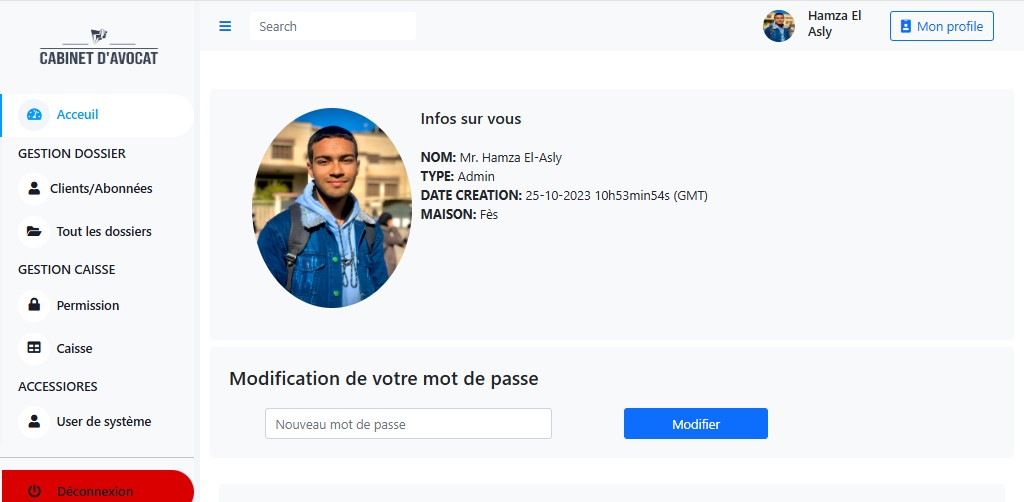 CABINET D'AVOCAT
Search
Hamza El
Asly
Mon profile
Acceuil
GESTION DOSSIER
Clients/Abonnées
Tout les dossiers
GESTION CAISSE
Permission
Caisse
ACCESSIORES
User de système
Déconnexion
Infos sur vous
NOM: Mr. Hamza El-Asly
TYPE: Admin
DATE CREATION: 25-10-2023 10h53min54s (GMT)
MAISON: Fès
Modification de votre mot de passe
Nouveau mot de passe
Modifier